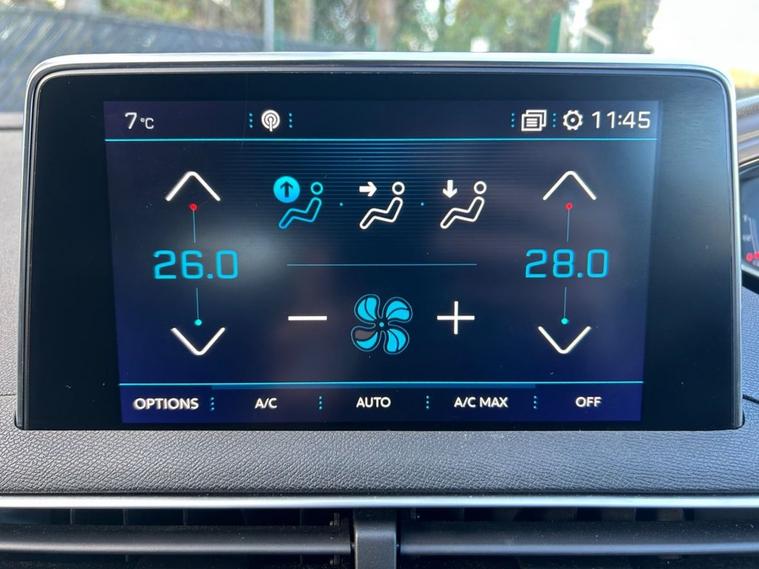 7°C 11:45
26.0 28.0
OPTIONS A/C AUTO A/C MAX OFF